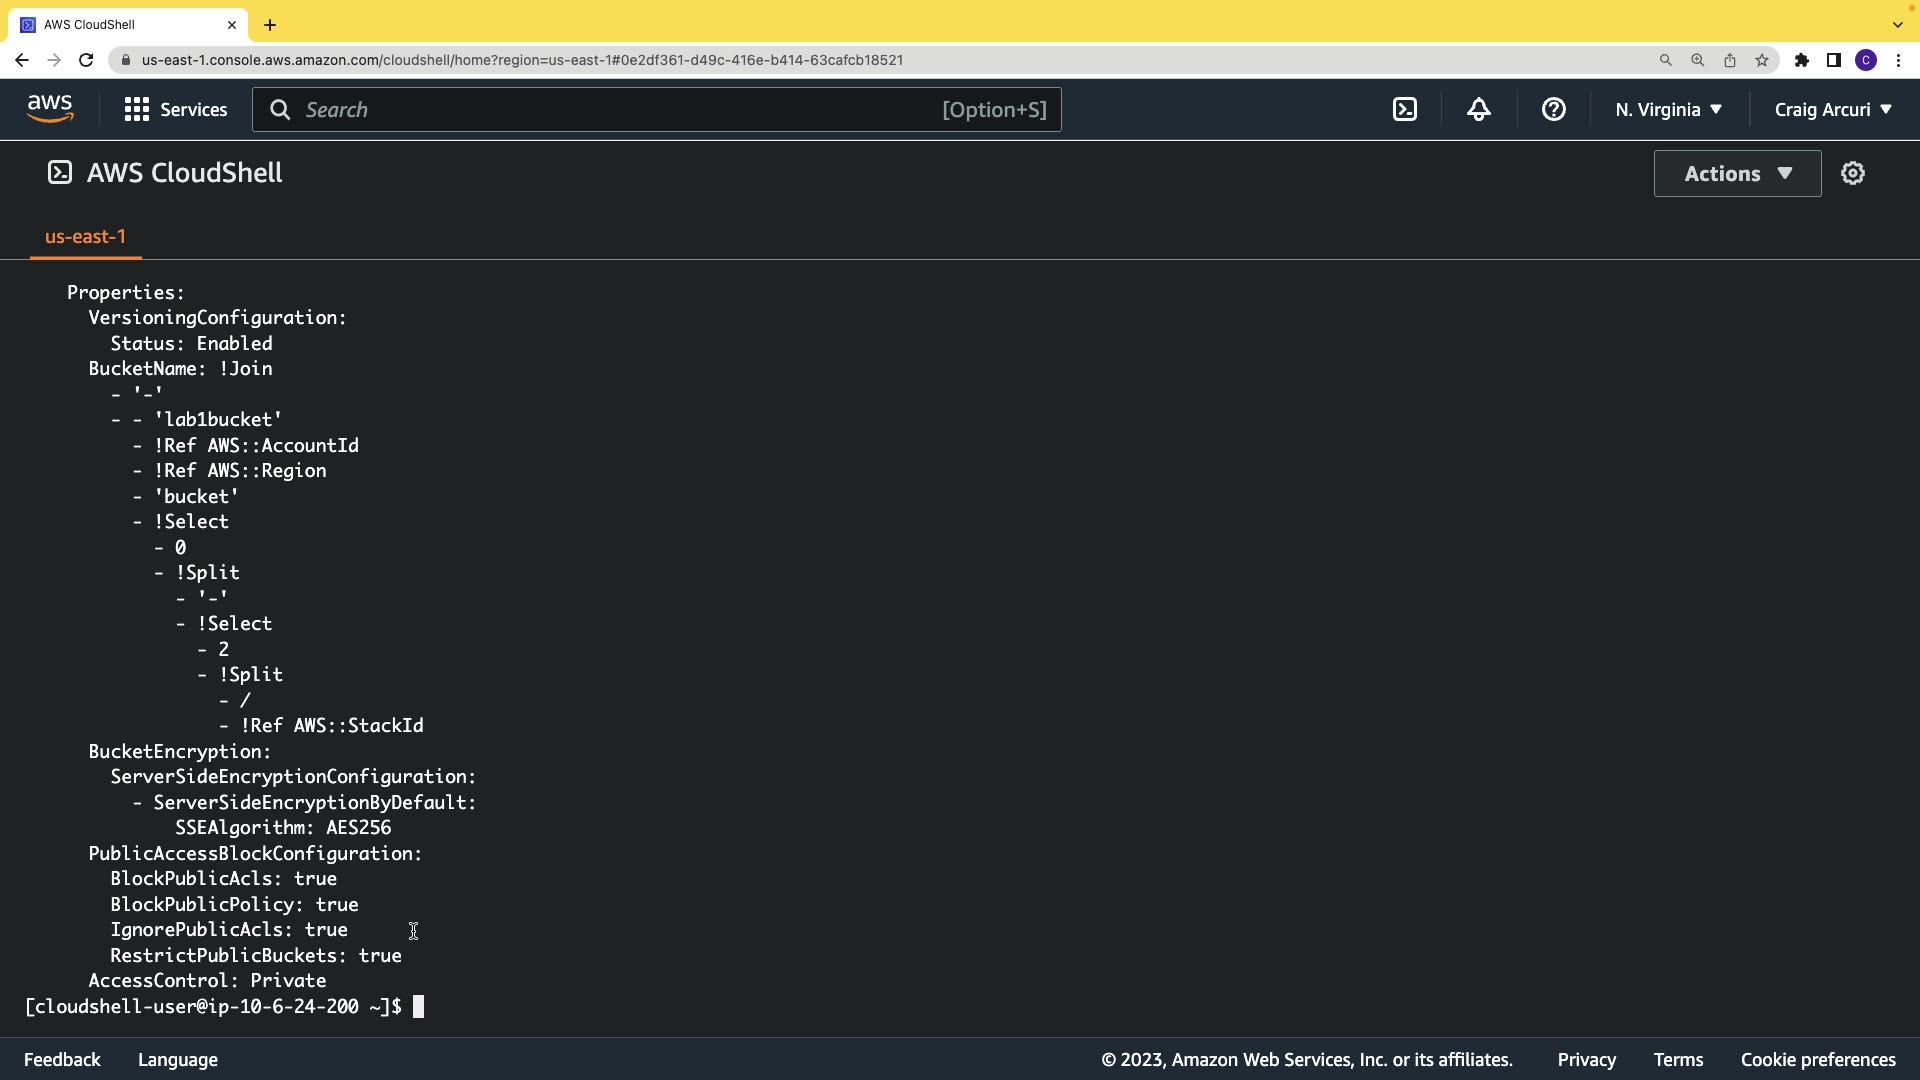 AWS CloudShell
us-east-1.console.aws.amazon.com/cloudshell/home?region=us-east-1#0e2df361-d49c-416e-b414-63cafcb18521
C
aws
Services
Search
[Option+S]
N. Virginia
Craig Arcuri
AWS CloudShell
Actions
us-east-1
Properties:
VersioningConfiguration:
Status: Enabled
BucketName: !Join
- '-'
- - 'lab1bucket'
- !Ref AWS::AccountId
- !Ref AWS::Region
- 'bucket'
- !Select
- 0
- !Split
- '-'
- !Select
- 2
- !Split
- /
- !Ref AWS::StackId
BucketEncryption:
ServerSideEncryptionConfiguration:
- ServerSideEncryptionByDefault:
SSEAlgorithm: AES256
PublicAccessBlockConfiguration:
BlockPublicAcls: true
BlockPublicPolicy: true
IgnorePublicAcls: true
RestrictPublicBuckets: true
AccessControl: Private
[cloudshell-user@ip-10-6-24-200 ~]$
Feedback
Language
© 2023, Amazon Web Services, Inc. or its affiliates.
Privacy
Terms
Cookie preferences